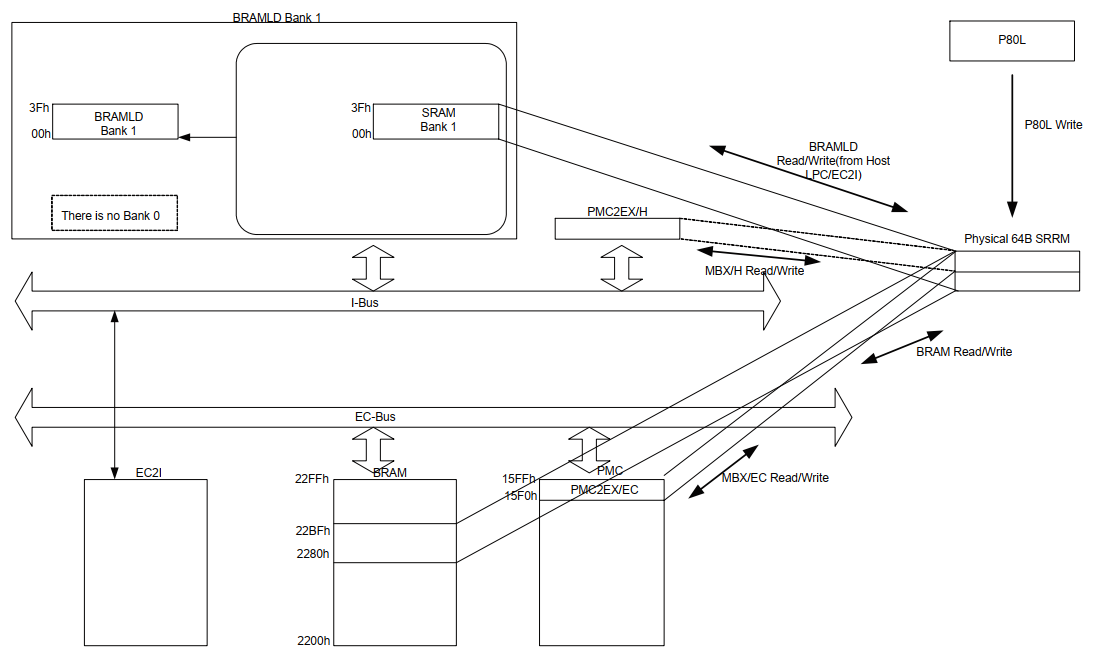 BRAMLD Bank 1
P80L
3Fh
BRAMLD
Bank 1
00h
3Fh
SRAM
Bank 1
00h
P80L Write
BRAMLD
Read/Write(from Host
LPC/EC2I)
There is no Bank 0
PMC2EX/H
Physical 64B SRRM
MBX/H Read/Write
I-Bus
BRAM Read/Write
EC-Bus
EC2I
BRAM
PMC
22FFh
15FFh
PMC2EX/EC
15F0h
MBX/EC Read/Write
22BFh
2280h
2200h